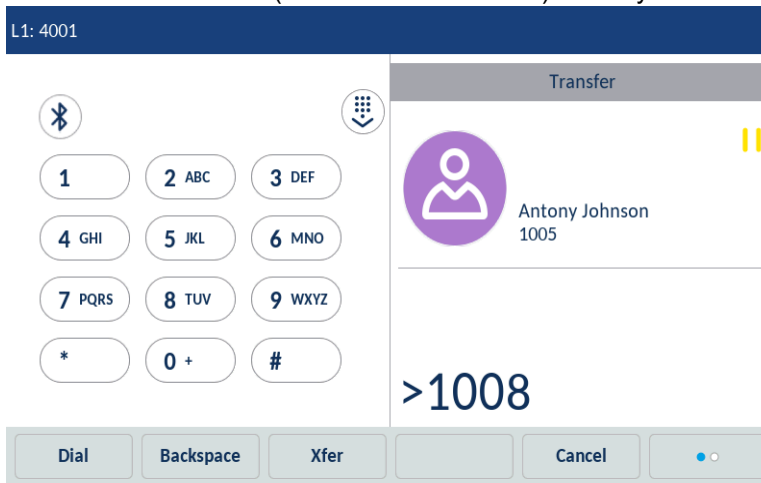 L1: 4001
Transfer
1
2 ABC
3 DEF
4 GHI
5 JKL
6 MNO
7 PQRS
8 TUV
9 WXYZ
*
0 +
#
Antony Johnson
1005
>1008
Dial
Backspace
Xfer
Cancel